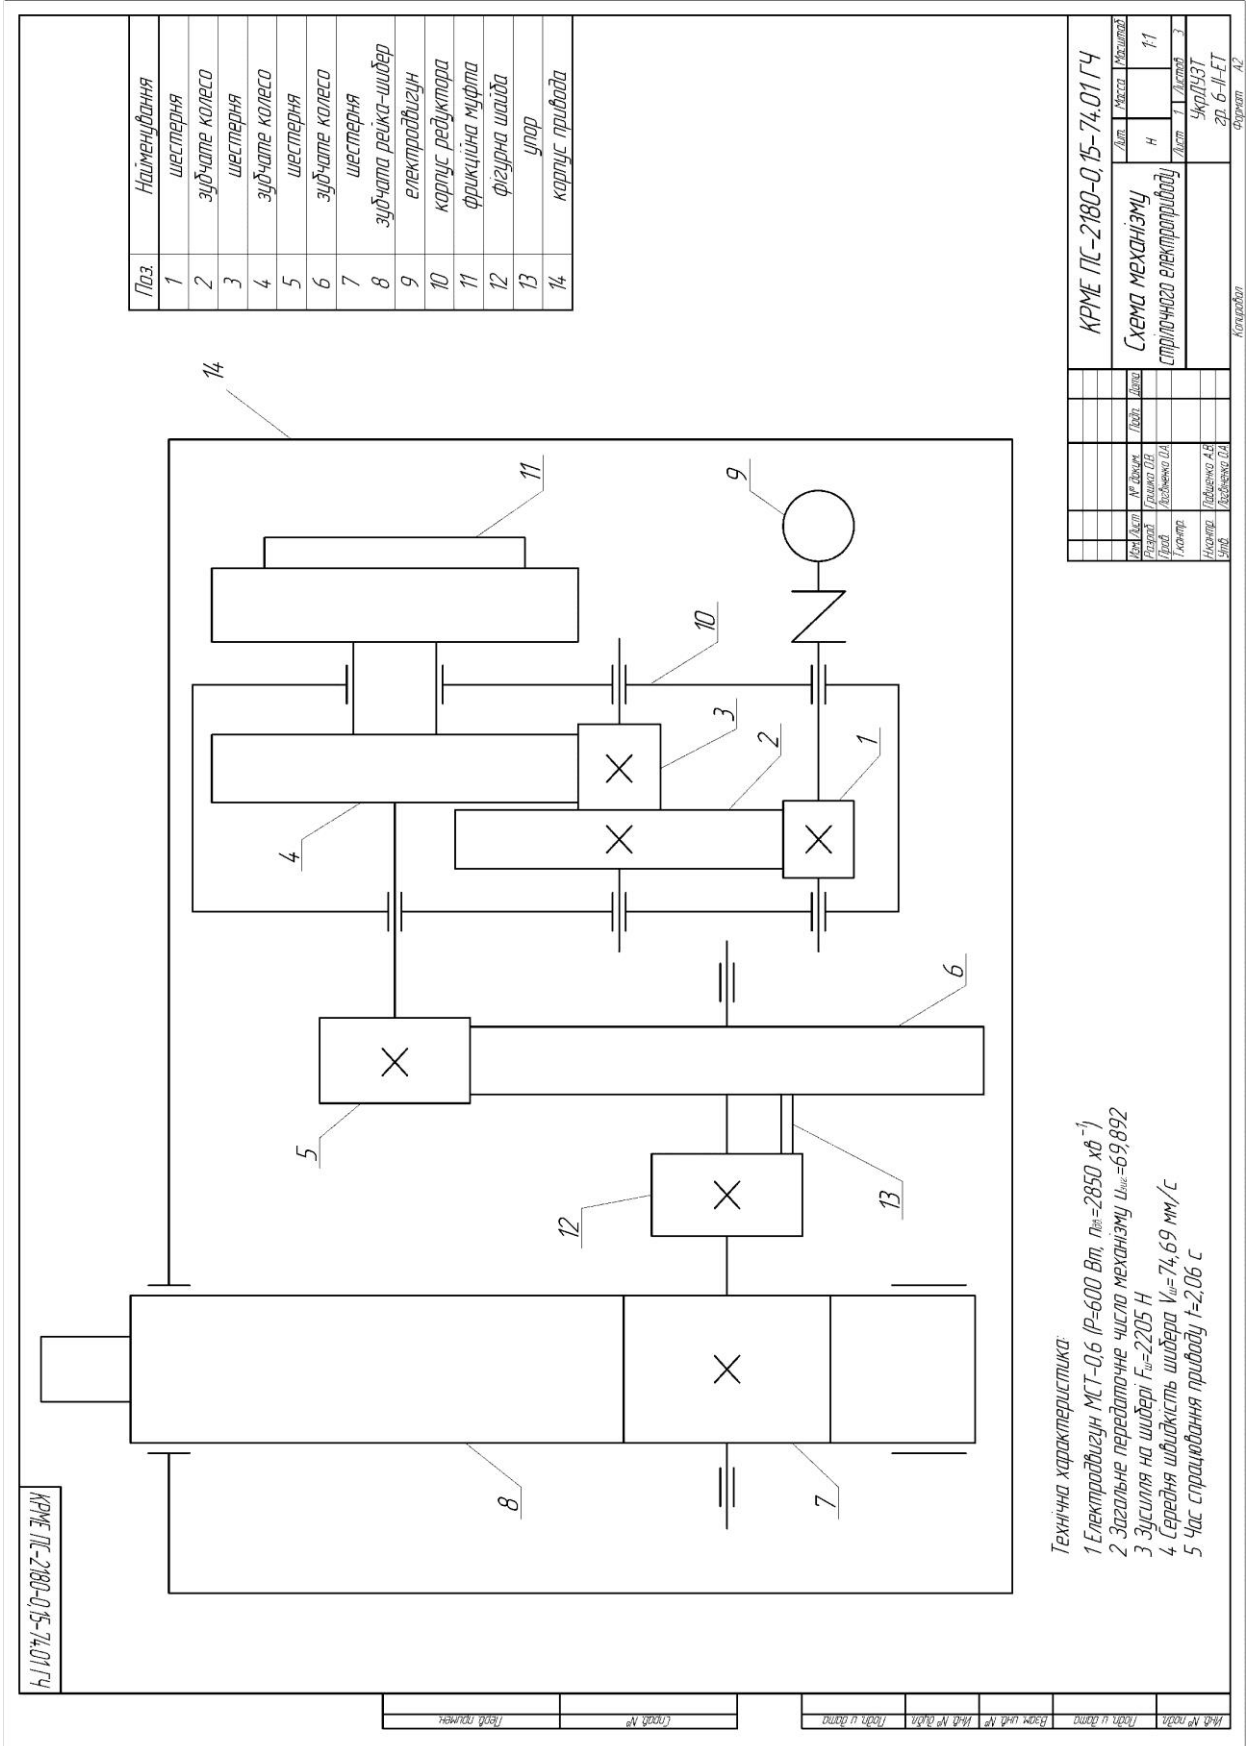 КРМЕ ПС-2180-0,15-74.01 ГЧ
Поз. Найменування
1 шестерня
2 зубчате колесо
3 шестерня
4 зубчате колесо
5 шестерня
6 зубчате колесо
7 шестерня
8 зубчата рейка-шибер
9 електродвигун
10 корпус редуктора
11 фрикційна муфта
12 фігурна шайба
13 упор
14 корпус привода
14
11
9
10
4
3
2
1
5
6
12
13
8
7
Технічна характеристика:
1 Електродвигун МСТ-0,6 (Р=600 Вт, nдв=2850 хв⁻¹)
2 Загальне передаточне число механізму uзаг=69,892
3 Зусилля на шибері Fш=2205 Н
4 Середня швидкість шибера Vш=74,69 мм/с
5 Час спрацювання приводу t=2,06 с
КРМЕ ПС-2180-0,15-74.01 ГЧ
Схема механізму
стрілочного електроприводу
Лит. Масса Масштаб
Н 1:1
Лист 1 Листов 3
УкрДУЗТ
гр. 6-ІІ-ЕТ
Изм. Лист № докум. Подп. Дата
Разраб. Гришко О.В.
Пров. Логвіненко О.А.
Т.контр.
Н.контр.
Утв. Логвіненко О.А.
Копировал Формат А2
Перв. примен.
Справ. №
Подп. и дата
Инв. № дубл.
Взам. инв. №
Подп. и дата
Инв. № подл.